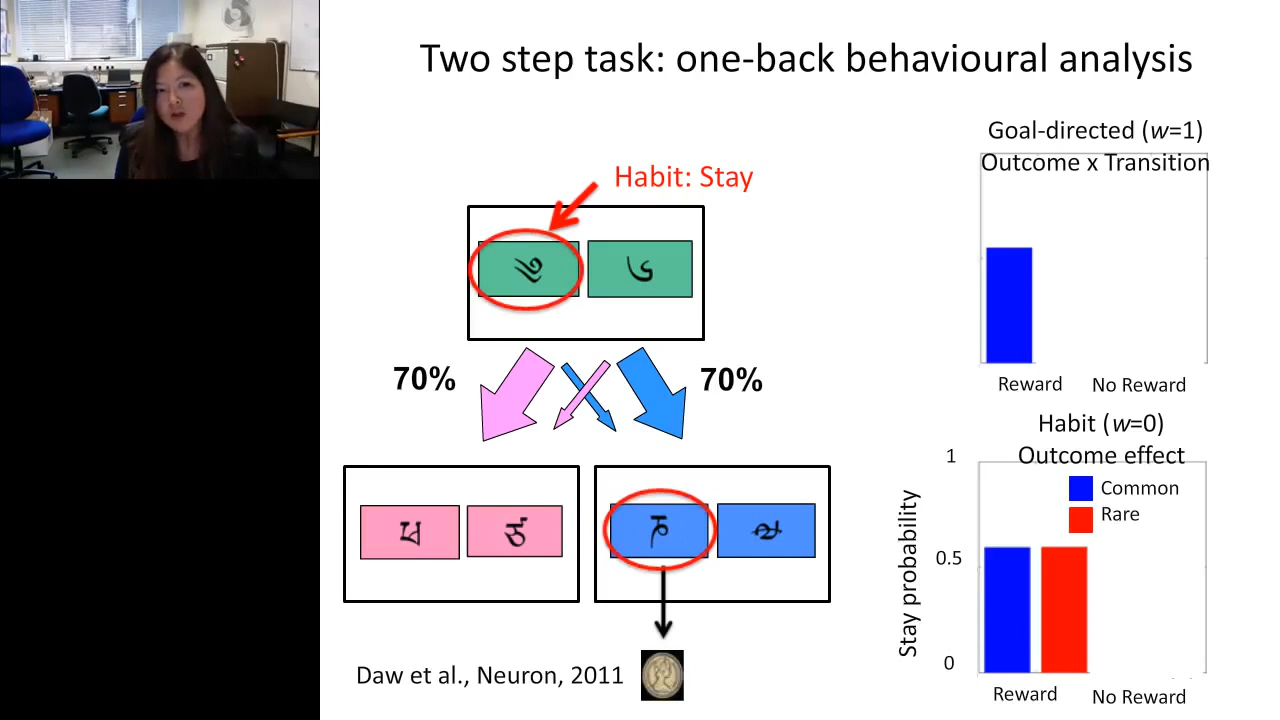 Two step task: one-back behavioural analysis
Goal-directed (w=1)
Outcome x Transition
Habit: Stay
70%
70%
Reward
No Reward
Habit (w=0)
Outcome effect
1
Common
Rare
0.5
Stay probability
0
Reward
No Reward
Daw et al., Neuron, 2011